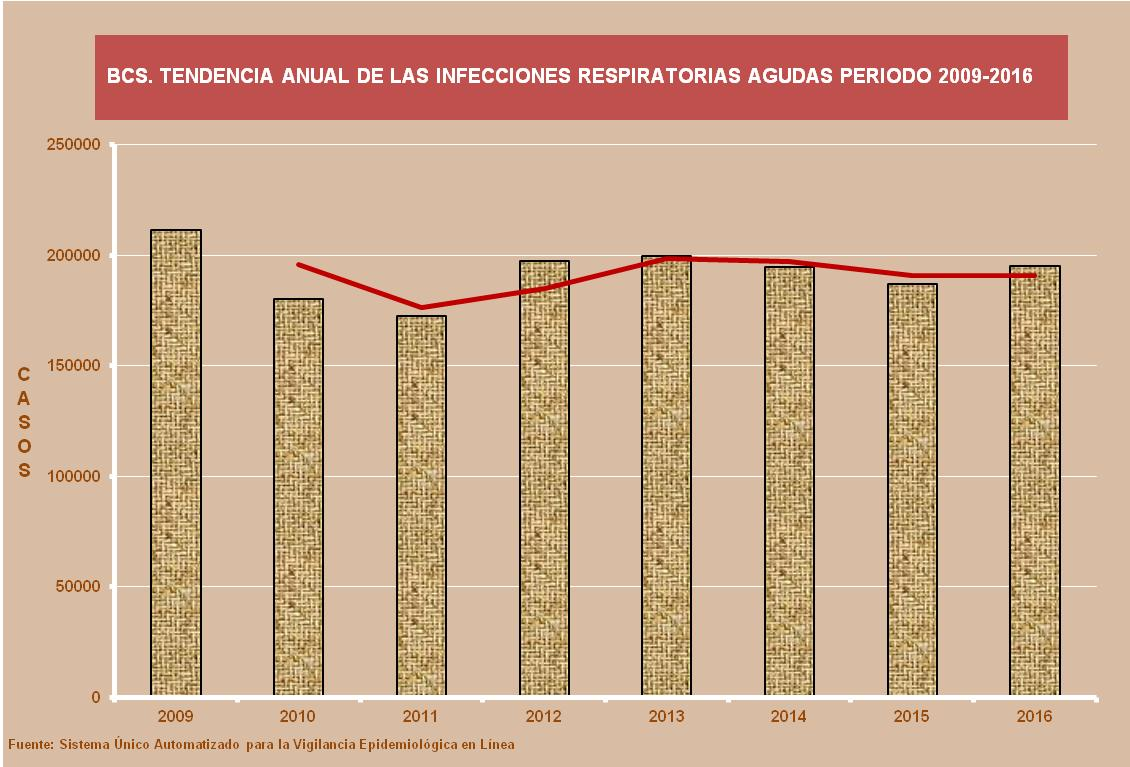 BCS. TENDENCIA ANUAL DE LAS INFECCIONES RESPIRATORIAS AGUDAS PERIODO 2009-2016
250000
200000
150000
100000
50000
0
CASOS
2009 2010 2011 2012 2013 2014 2015 2016
Fuente: Sistema Único Automatizado para la Vigilancia Epidemiológica en Línea